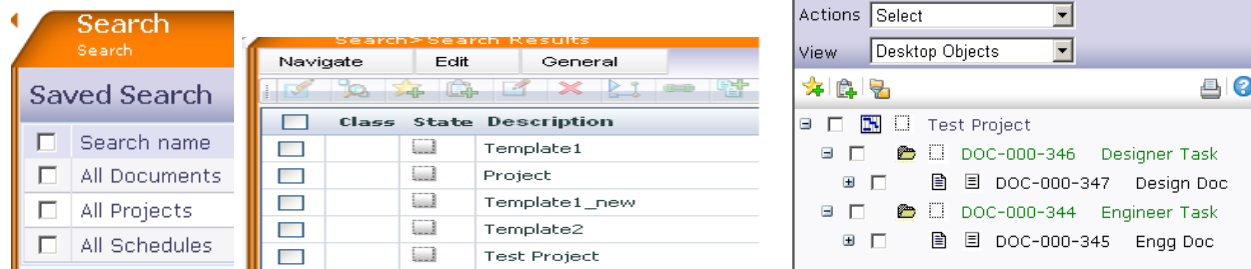 Search
Search
Saved Search
Search name
All Documents
All Projects
All Schedules
Search> Search Results
Navigate Edit General
Class State Description
Template1
Project
Template1_new
Template2
Test Project
Actions Select
View Desktop Objects
Test Project
DOC-000-346 Designer Task
DOC-000-347 Design Doc
DOC-000-344 Engineer Task
DOC-000-345 Engg Doc